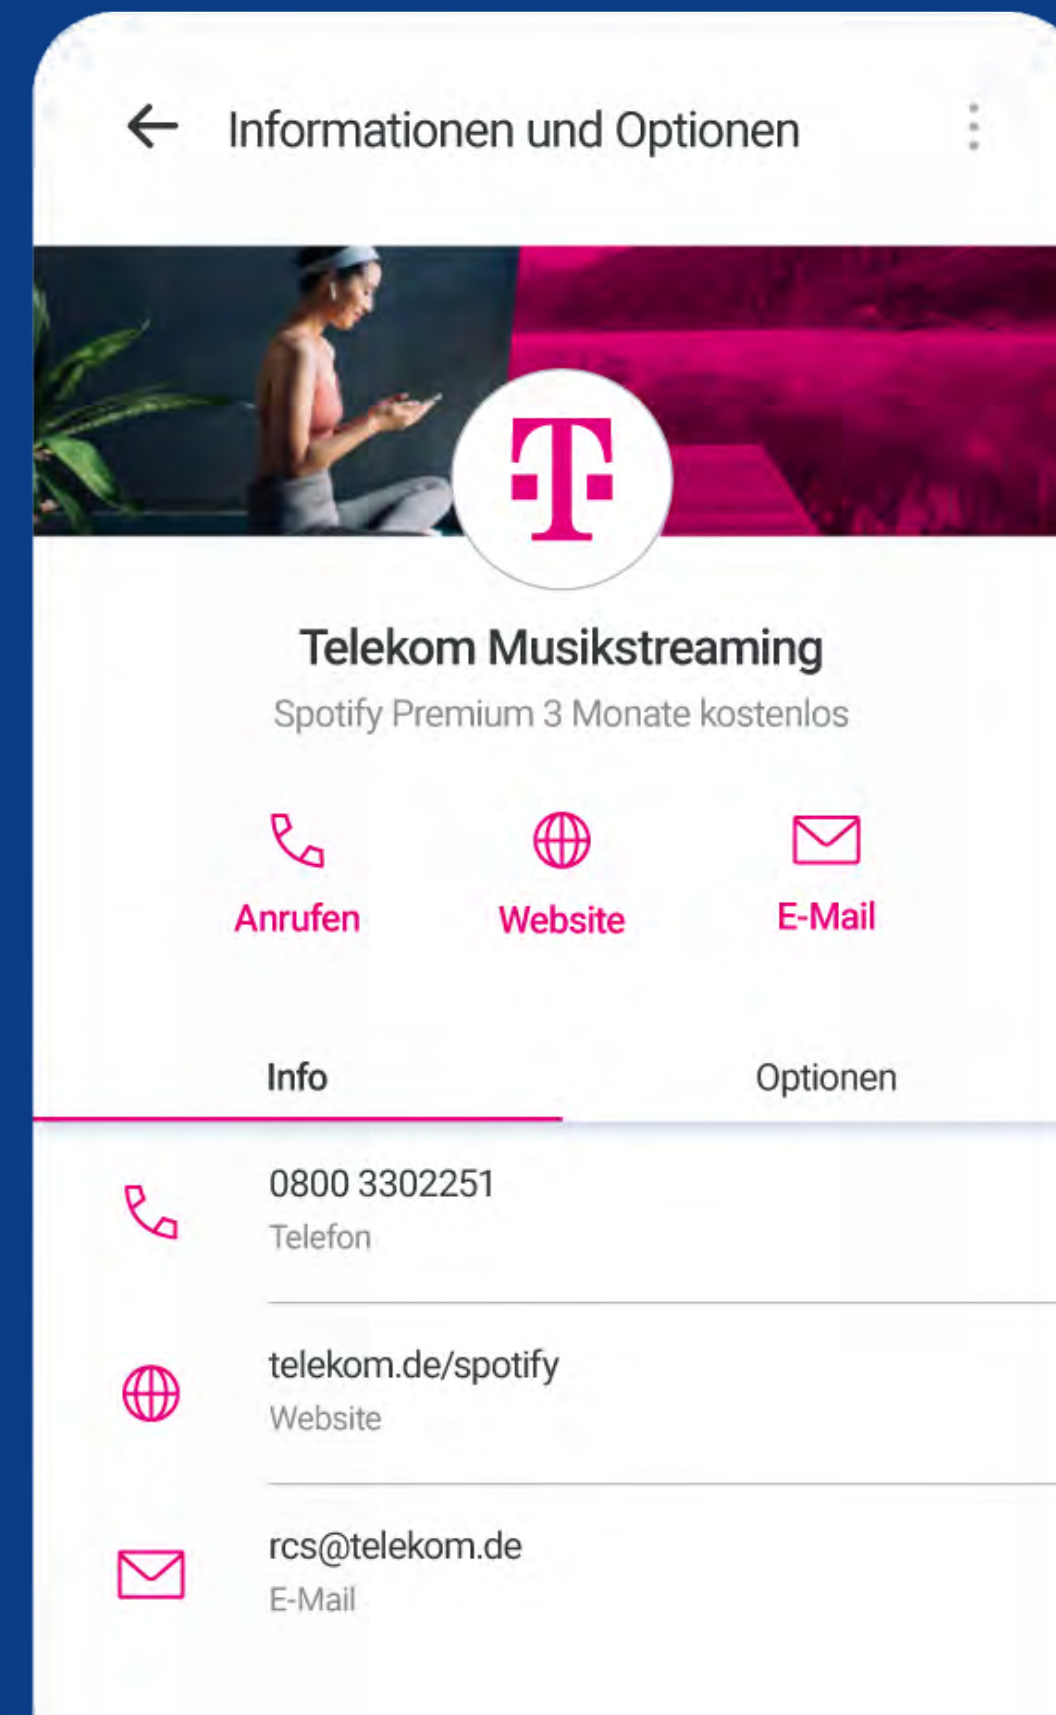 Informationen und Optionen
T
Telekom Musikstreaming
Spotify Premium 3 Monate kostenlos
Anrufen Website E-Mail
Info Optionen
0800 3302251
Telefon
telekom.de/spotify
Website
rcs@telekom.de
E-Mail